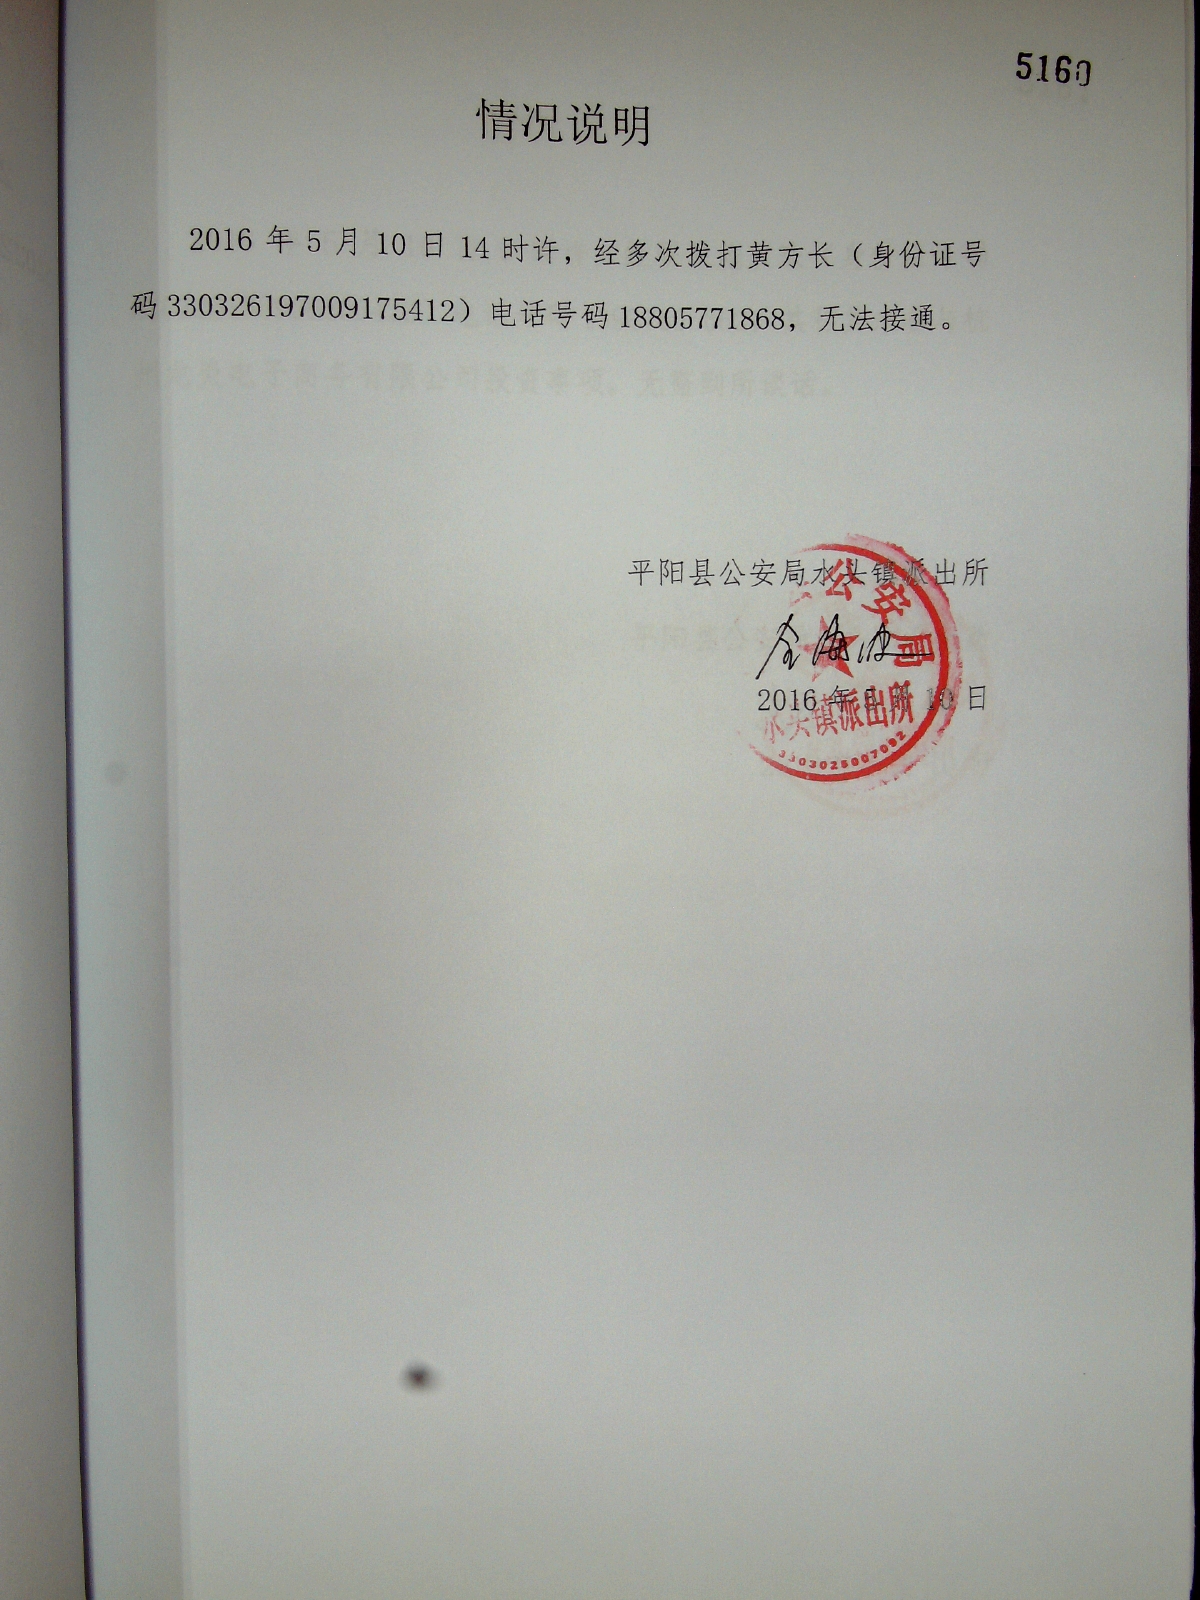 5160
情况说明
2016 年 5 月 10 日 14 时许，经多次拨打黄方长（身份证号
码 330326197009175412）电话号码 18805771868，无法接通。
平阳县公安局水头镇派出所
2016 年 5 月 10 日
公安局
水头镇派出所